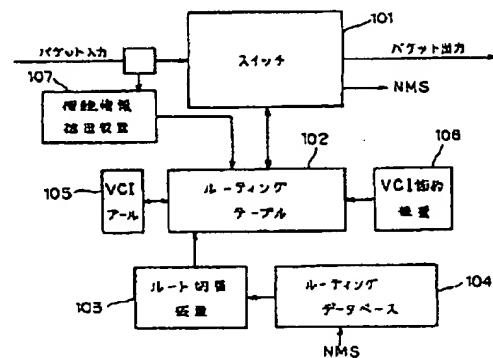 101
パケット入力
スイッチ
パケット出力
NMS
107
102
106
105
VCI
プール
ルーティング
テーブル
VCI
装置
103
ルート切替
装置
ルーティング
データベース
104
NMS